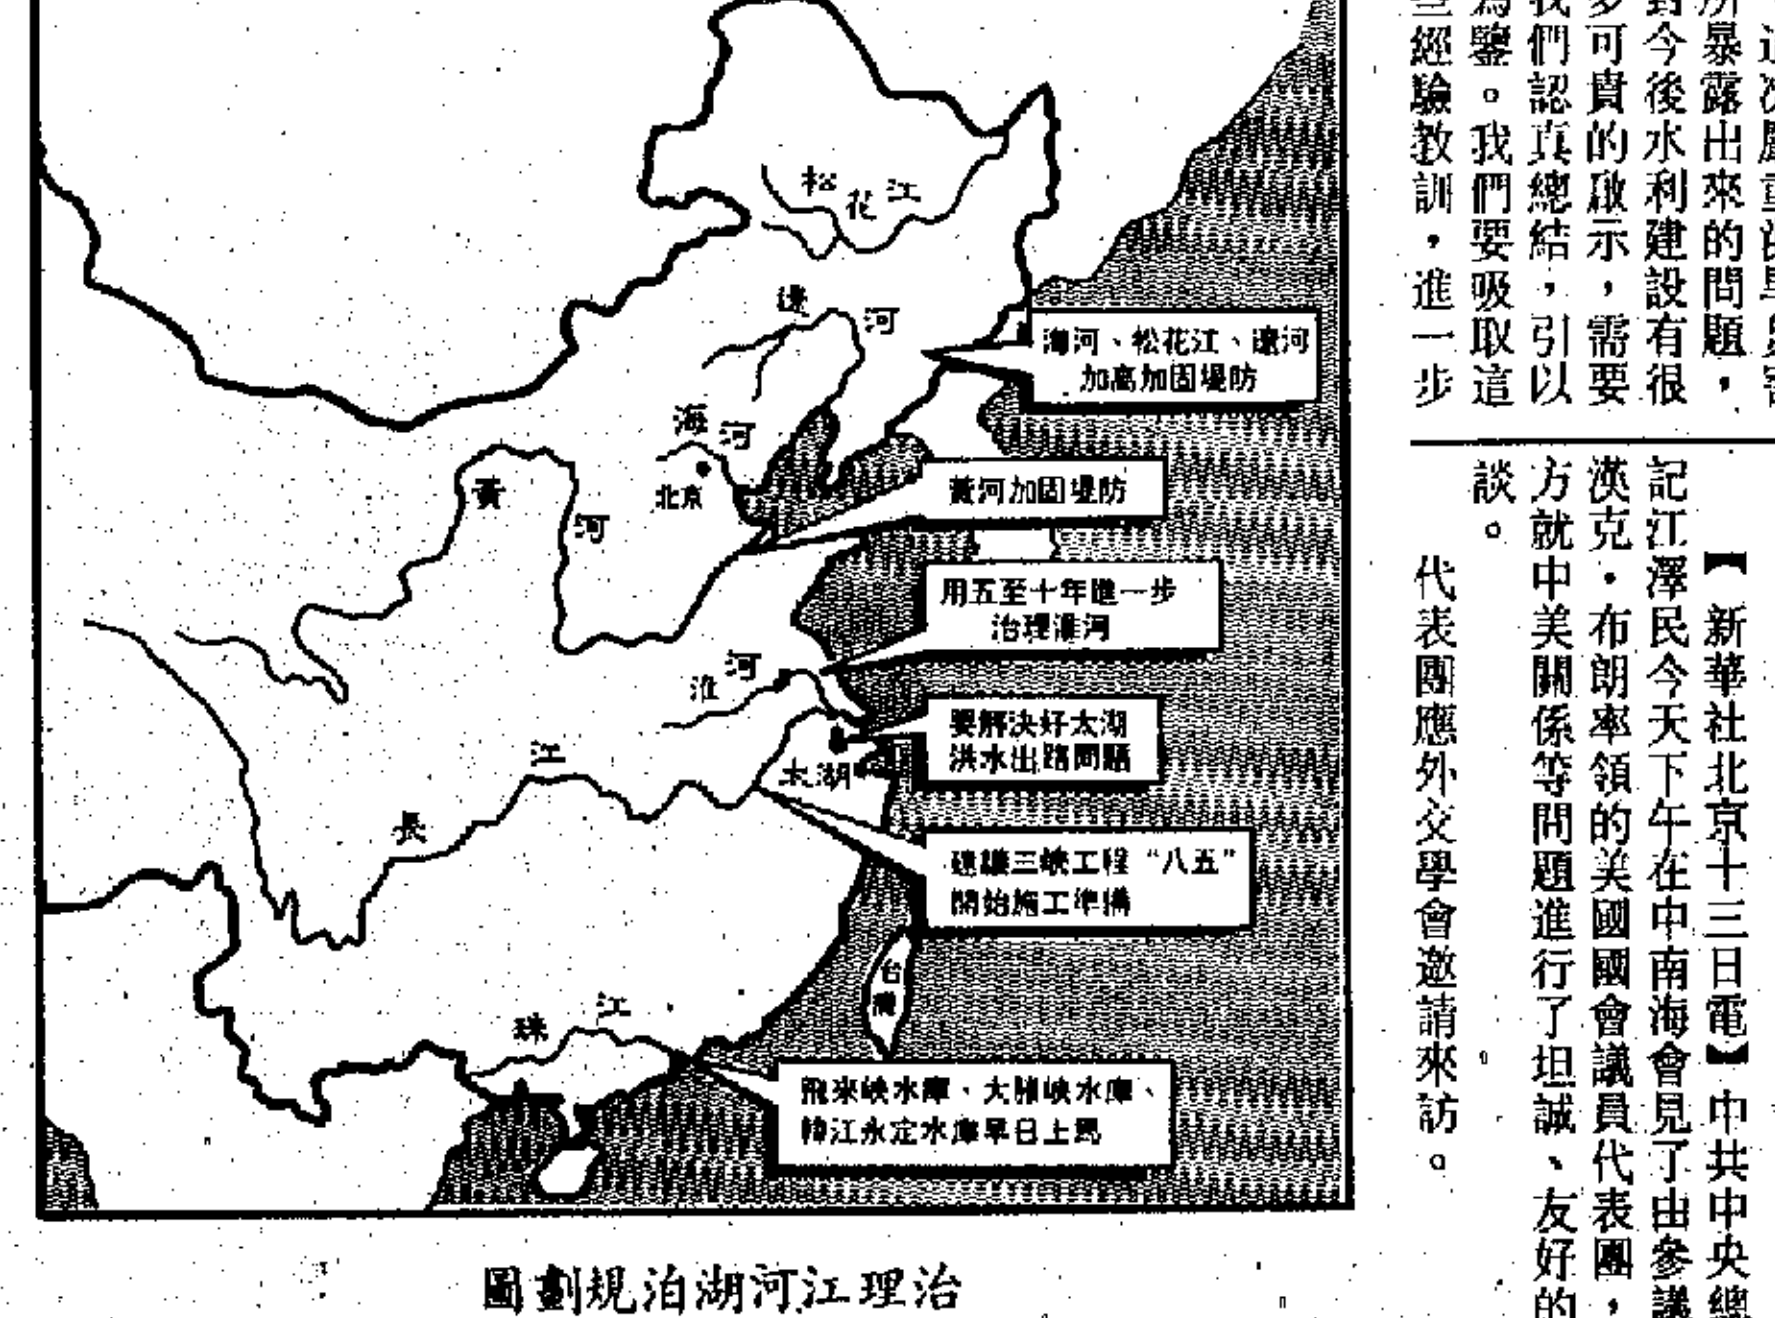 松花江
遼河
海河
北京
黃河
淮河
太湖
長江
珠江
台灣
海河、松花江、遼河
加高加固堤防
黃河加固堤防
用五至十年進一步
治理淮河
要解決好太湖
洪水出路問題
三峽工程“八五”
開始施工準備
飛來峽水庫、大峽水庫、
江永定水庫早日上馬
圖劃規泊湖河江理治
暴露出來的問題，
今後水利建設有很
可貴的啟示，需要
們認真總結，引以
鑒。我們要吸取這
經驗教訓，進一步
【新華社北京十三日電】中共中央總
記江澤民今天下午在中南海會見了由參議
漢克·布朗率領的美國國會議員代表團，
方就中美關係等問題進行了坦誠、友好的
談。
代表團應外交學會邀請來訪。